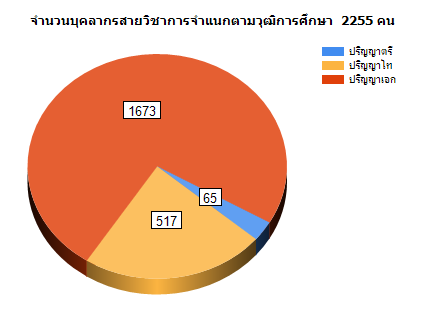 จำนวนบุคลากรสายวิชาการจำแนกตามวุฒิการศึกษา 2255 คน
ปริญญาตรี
ปริญญาโท
ปริญญาเอก
1673
65
517